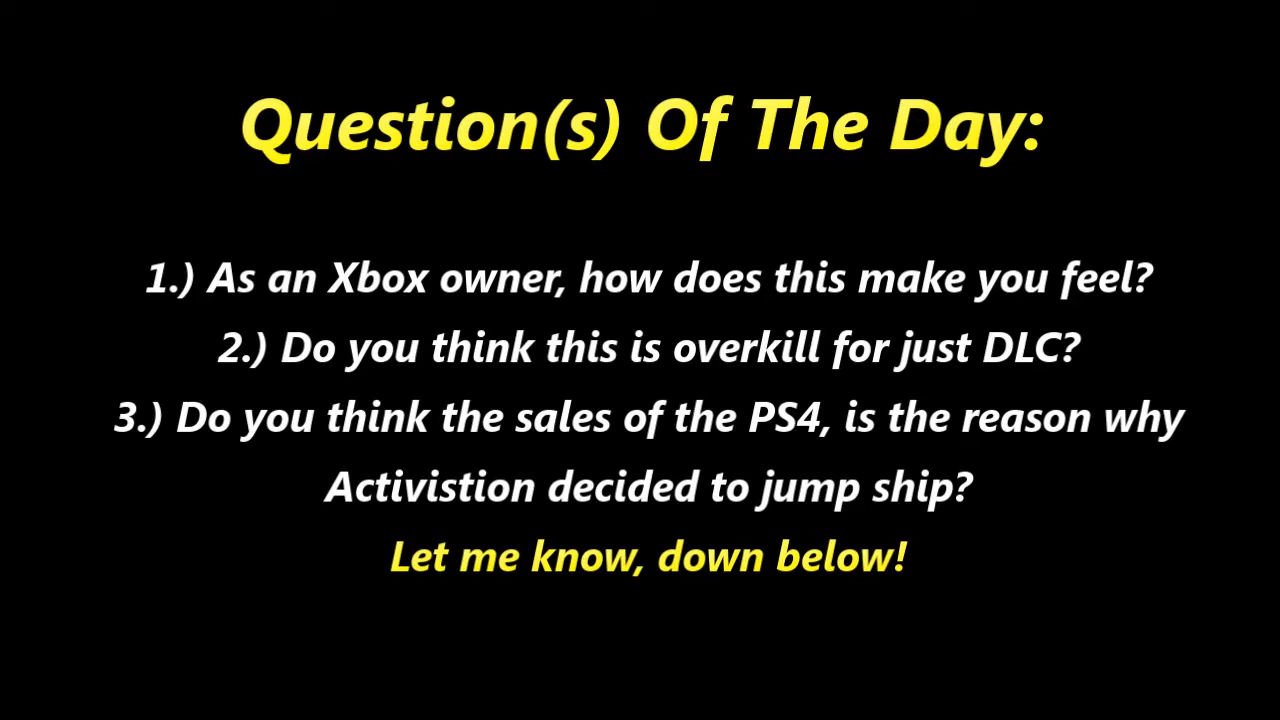 Question(s) Of The Day:
1.) As an Xbox owner, how does this make you feel?
2.) Do you think this is overkill for just DLC?
3.) Do you think the sales of the PS4, is the reason why
Activistion decided to jump ship?
Let me know, down below!